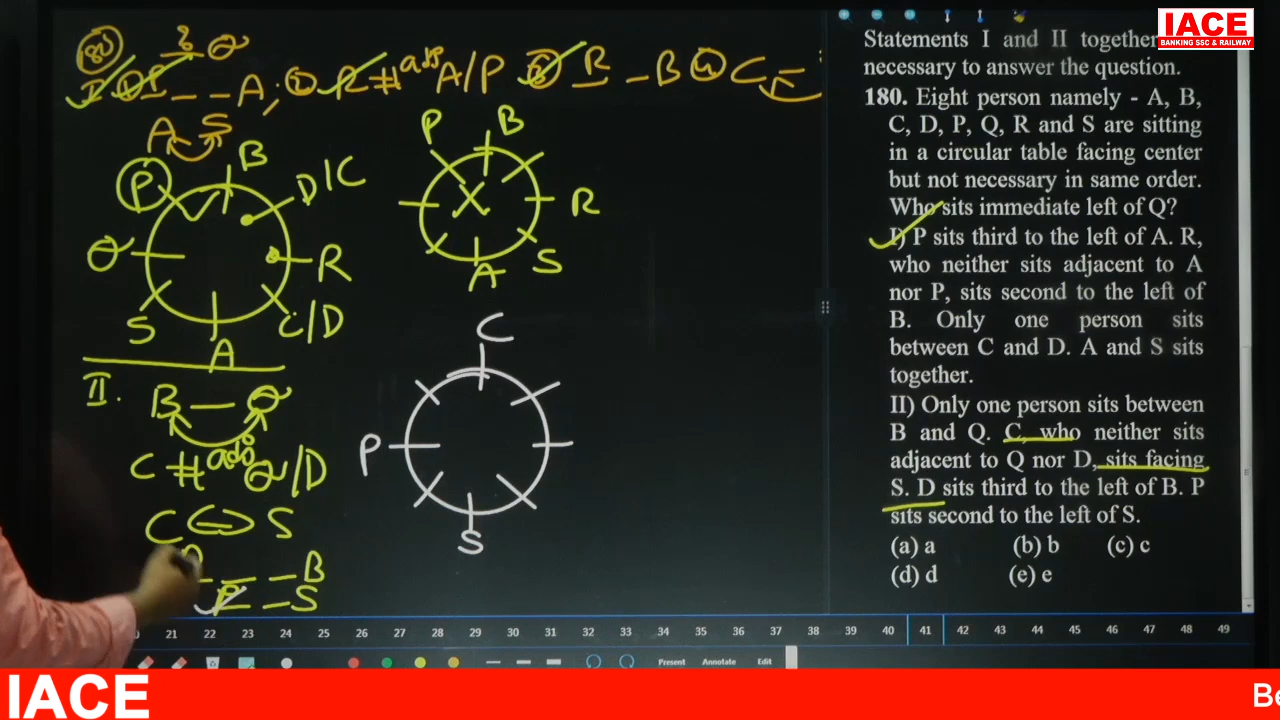 IACE
BANKING SSC & RAILWAY
Statements I and II together
necessary to answer the question.
180. Eight person namely - A, B,
C, D, P, Q, R and S are sitting
in a circular table facing center
but not necessary in same order.
Who sits immediate left of Q?
I) P sits third to the left of A. R,
who neither sits adjacent to A
nor P, sits second to the left of
B. Only one person sits
between C and D. A and S sits
together.
II) Only one person sits between
B and Q. C, who neither sits
adjacent to Q nor D, sits facing
S. D sits third to the left of B. P
sits second to the left of S.
(a) a (b) b (c) c
(d) d (e) e
A S
B
P
D/C
Q
R
S
C/D
A
P
B
R
S
A
II. B — Q
C # adj Q/D
C ⇔ S
— — — B
P — S
C
P
S
21 22 23 24 25 26 27 28 29 30 31 32 33 34 35 36 37 38 39 40 41 42 43 44 45 46 47 48 49
Present Annotate Edit
IACE